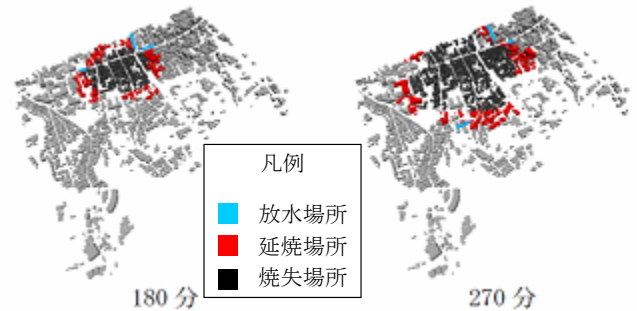 凡例
放水場所
延焼場所
焼失場所
180 分
270 分